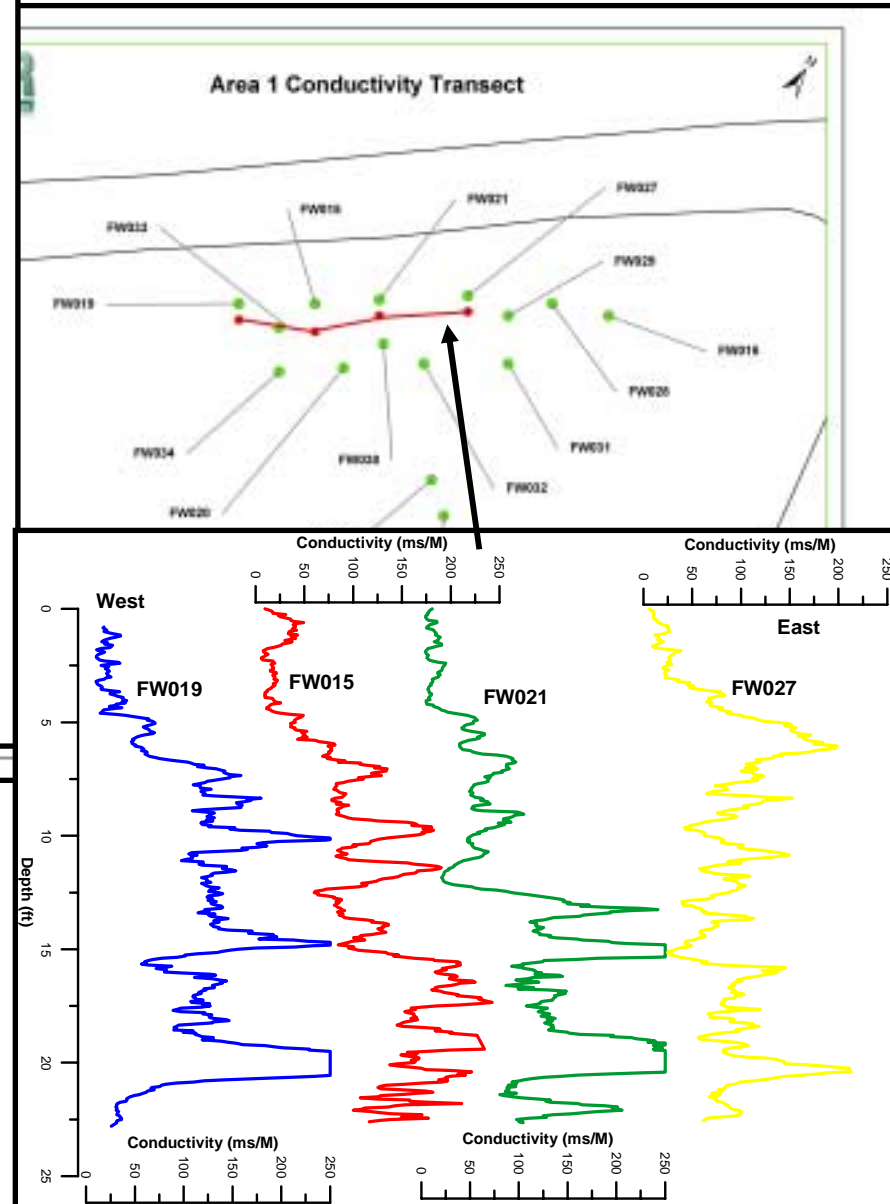 Area 1 Conductivity Transect
N
FW027
FW021
FW015
FW033
FW029
FW019
FW016
FW028
FW034
FW030
FW031
FW032
FW020
Conductivity (ms/M)
0 50 100 150 200 250
Conductivity (ms/M)
0 50 100 150 200 250
West
East
FW019
FW015
FW021
FW027
Depth (ft)
0
5
10
15
20
25
Conductivity (ms/M)
0 50 100 150 200 250
Conductivity (ms/M)
0 50 100 150 200 250